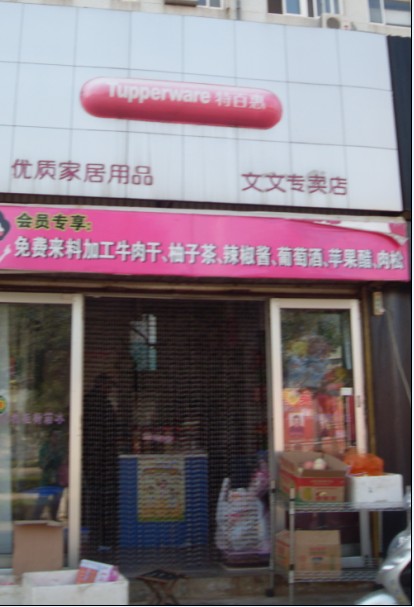 Tupperware 特百惠
优质家居用品
文文专卖店
会员专享:
免费来料加工牛肉干、柚子茶、辣椒酱、葡萄酒、苹果醋、肉松